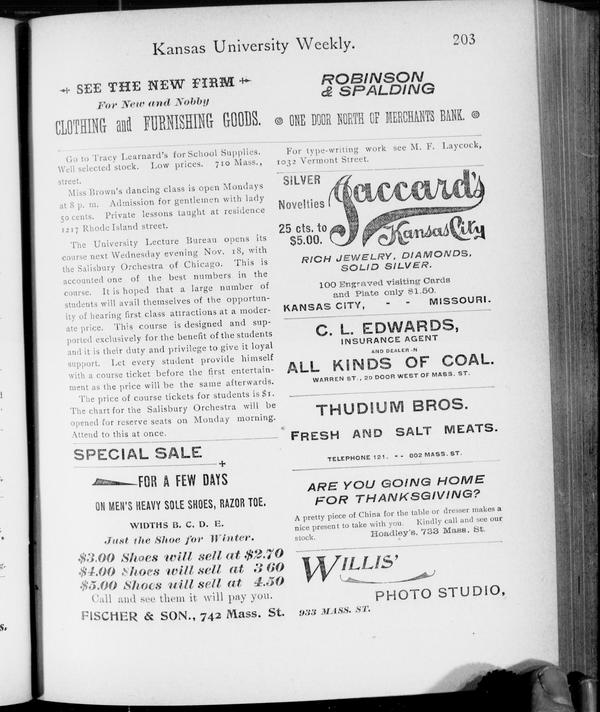 Kansas University Weekly. 203
SEE THE NEW FIRM
For New and Nobby
CLOTHING and FURNISHING GOODS.
ROBINSON
& SPALDING
ONE DOOR NORTH OF MERCHANTS BANK.
Go to Tracy Learnard's for School Supplies.
Well selected stock. Low prices. 710 Mass.,
street.
Miss Brown's dancing class is open Mondays
at 8 p. m. Admission for gentlemen with lady
50 cents. Private lessons taught at residence
1217 Rhode Island street.
The University Lecture Bureau opens its
course next Wednesday evening Nov. 18, with
the Salisbury Orchestra of Chicago. This is
accounted one of the best numbers in the
course. It is hoped that a large number of
students will avail themselves of the opportun-
ity of hearing first class attractions at a moder-
ate price. This course is designed and sup-
ported exclusively for the benefit of the students
and it is their duty and privilege to give it loyal
support. Let every student provide himself
with a course ticket before the first entertain-
ment as the price will be the same afterwards.
The price of course tickets for students is $1.
The chart for the Salisbury Orchestra will be
opened for reserve seats on Monday morning.
Attend to this at once.
SPECIAL SALE
FOR A FEW DAYS
ON MEN'S HEAVY SOLE SHOES, RAZOR TOE.
WIDTHS B. C. D. E.
Just the Shoe for Winter.
$3.00 Shoes will sell at $2.70
$4.00 Shoes will sell at 3 60
$5.00 Shoes will sell at 4.50
Call and see them it will pay you.
FISCHER & SON., 742 Mass. St.
For type-writing work see M. F. Laycock,
1032 Vermont Street.
SILVER
Novelties
25 cts. to
$5.00.
Jaccard's
Kansas City
RICH JEWELRY, DIAMONDS,
SOLID SILVER.
100 Engraved visiting Cards
and Plate only $1.50.
KANSAS CITY, - - MISSOURI.
C. L. EDWARDS,
INSURANCE AGENT
AND DEALER IN
ALL KINDS OF COAL.
WARREN ST., 2D DOOR WEST OF MASS. ST.
THUDIUM BROS.
FRESH AND SALT MEATS.
TELEPHONE 121. - - 802 MASS. ST.
ARE YOU GOING HOME
FOR THANKSGIVING?
A pretty piece of China for the table or dresser makes a
nice present to take with you. Kindly call and see our
stock. Hoadley's, 733 Mass. St.
WILLIS'
PHOTO STUDIO,
933 MASS. ST.